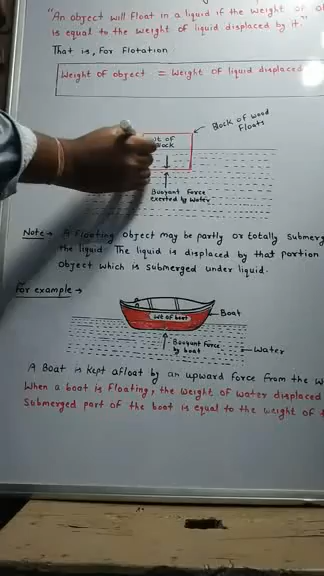 "An object will float in a liquid if the weight of
is equal to the weight of liquid displaced by it."
That is, For Flotation
Weight of object = Weight of liquid displaced
Block of wood
Floats
wt of
Block
Buoyant Force
exerted by Water
Note → A Floating object may be partly or totally submerg
the liquid. The liquid is displaced by that portion
object which is submerged under liquid.
For example →
wt of boat
Boat
Buoyant Force
by boat
Water
A Boat is kept afloat by an upward force from the w
When a boat is Floating, the weight of water displaced
Submerged part of the boat is equal to the weight of